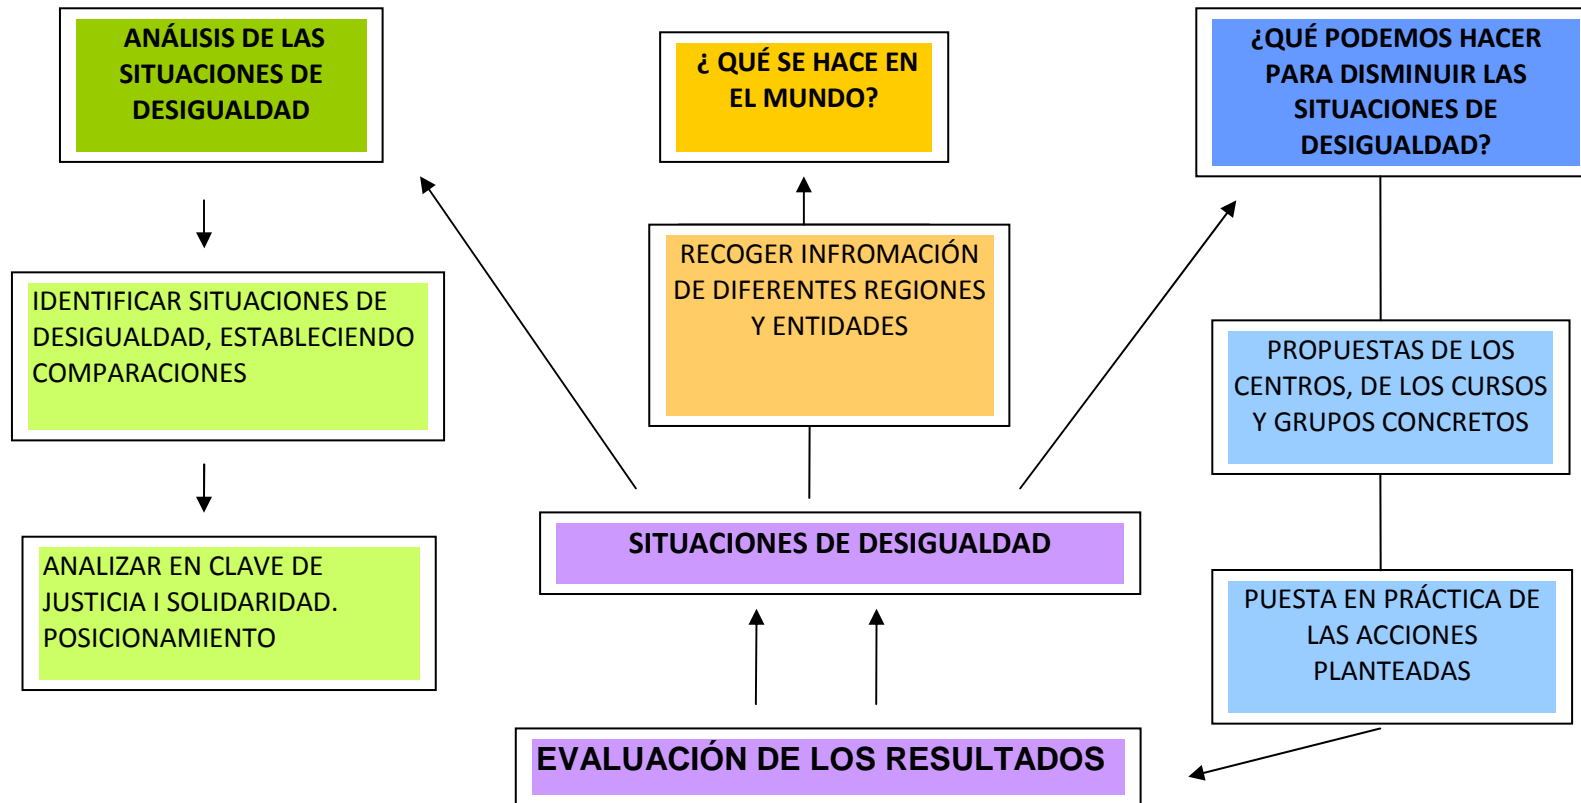 ANÁLISIS DE LAS
SITUACIONES DE
DESIGUALDAD
¿ QUÉ SE HACE EN
EL MUNDO?
¿QUÉ PODEMOS HACER
PARA DISMINUIR LAS
SITUACIONES DE
DESIGUALDAD?
IDENTIFICAR SITUACIONES DE
DESIGUALDAD, ESTABLECIENDO
COMPARACIONES
RECOGER INFROMACIÓN
DE DIFERENTES REGIONES
Y ENTIDADES
PROPUESTAS DE LOS
CENTROS, DE LOS CURSOS
Y GRUPOS CONCRETOS
ANALIZAR EN CLAVE DE
JUSTICIA I SOLIDARIDAD.
POSICIONAMIENTO
SITUACIONES DE DESIGUALDAD
PUESTA EN PRÁCTICA DE
LAS ACCIONES
PLANTEADAS
EVALUACIÓN DE LOS RESULTADOS